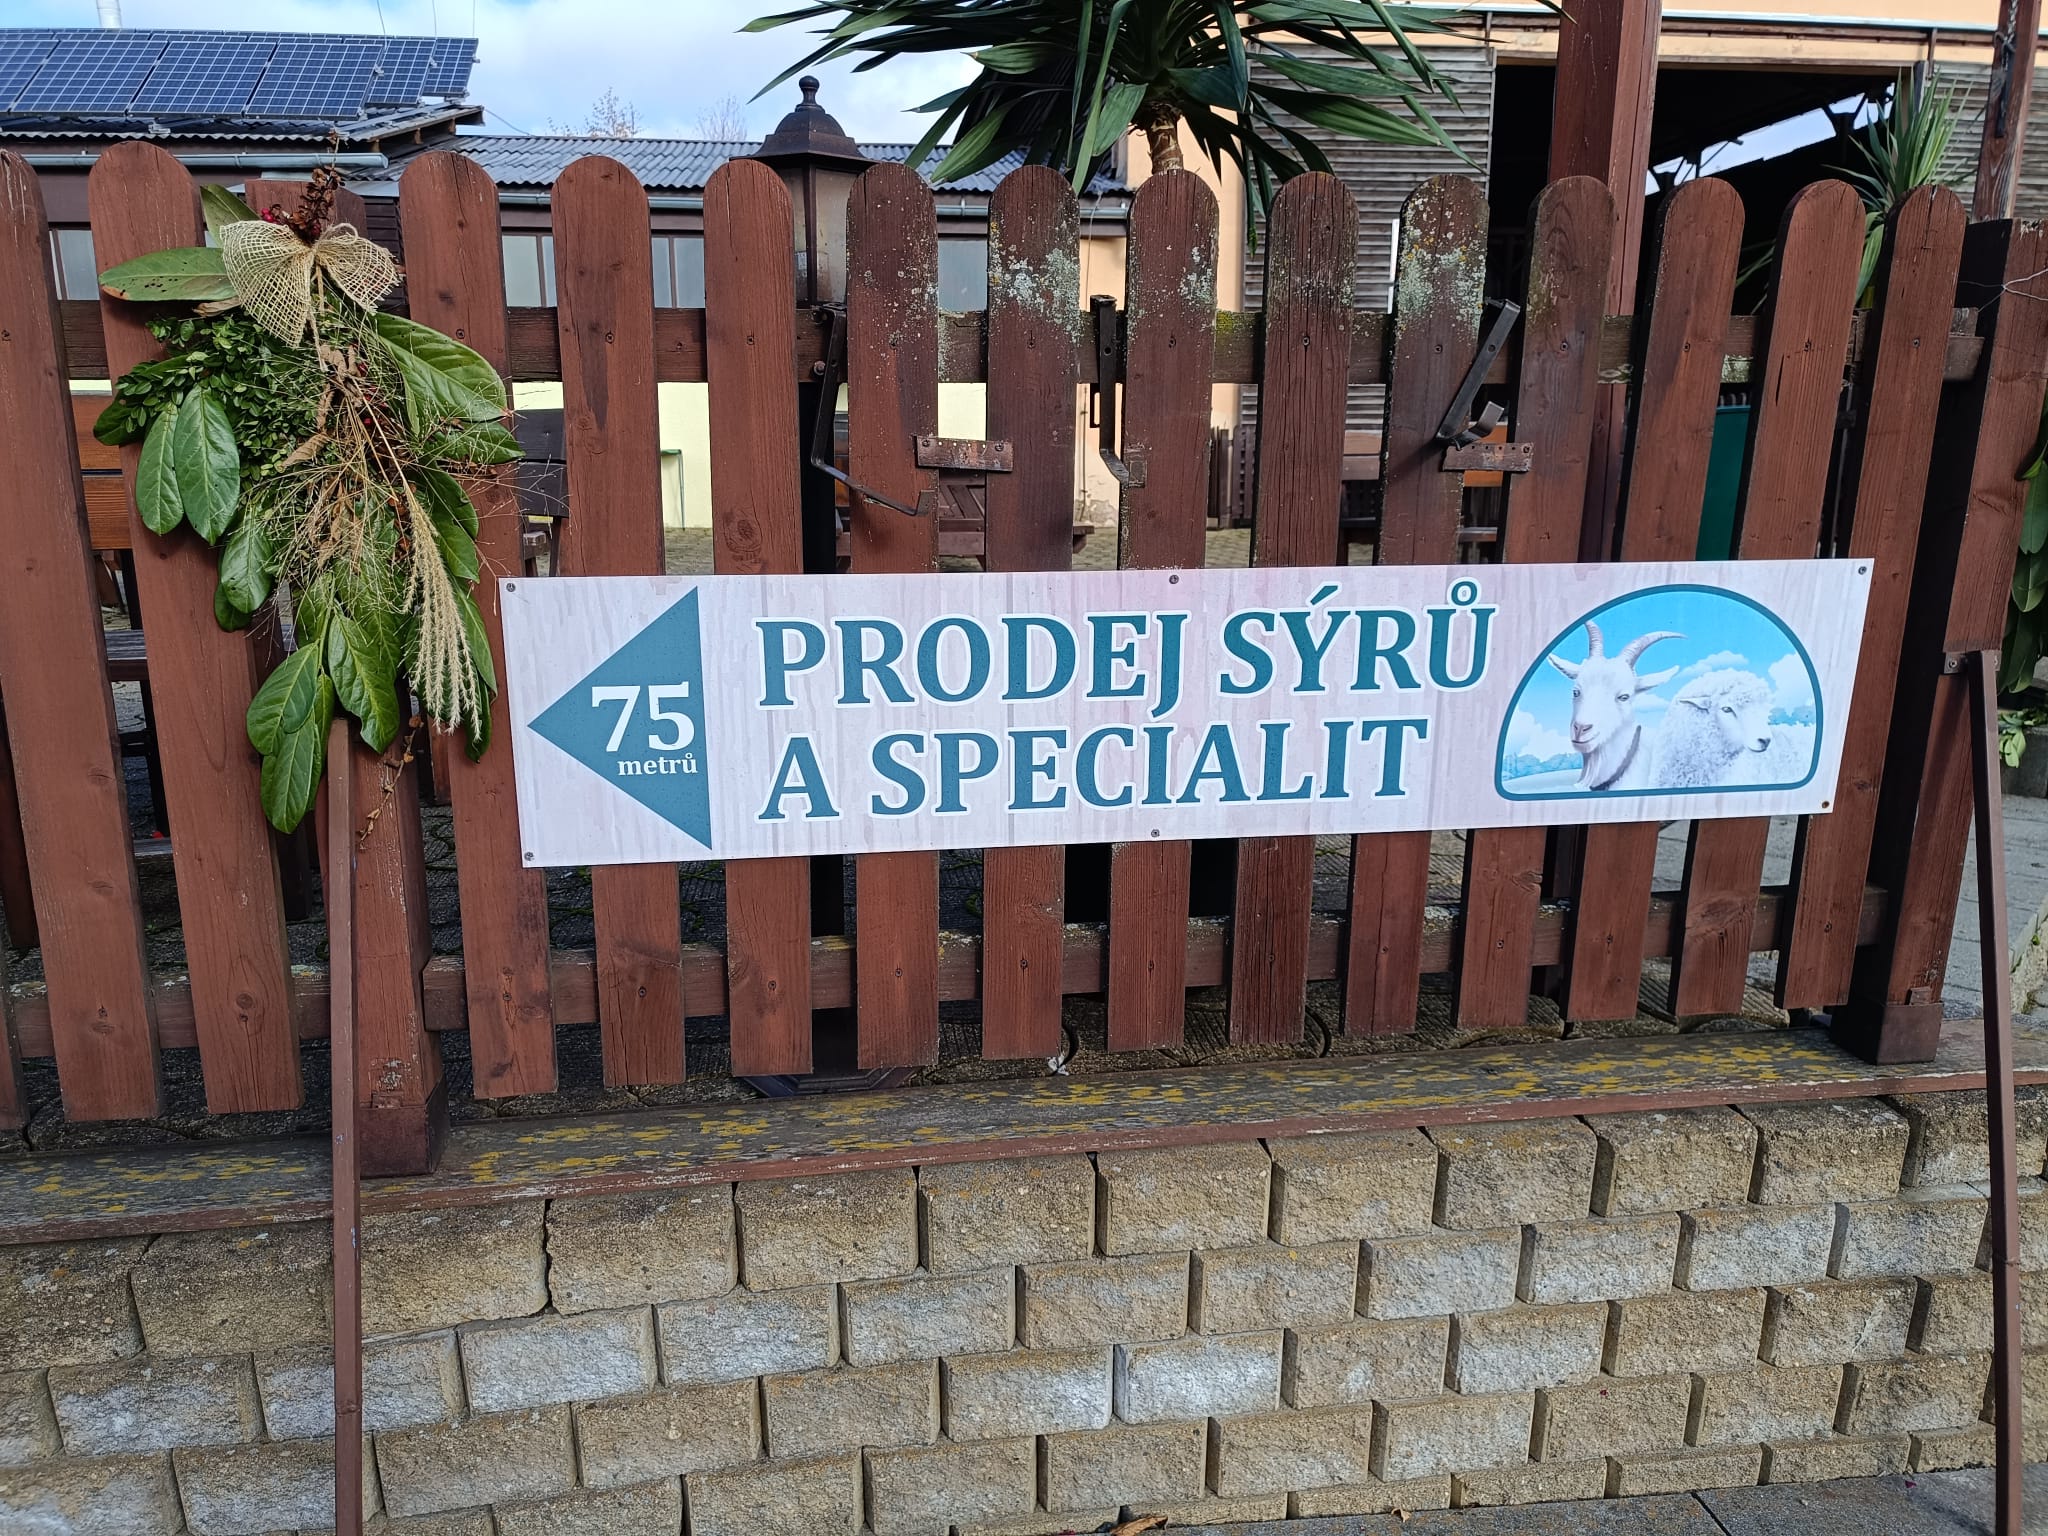 75
metrů
PRODEJ SÝRŮ
A SPECIALIT